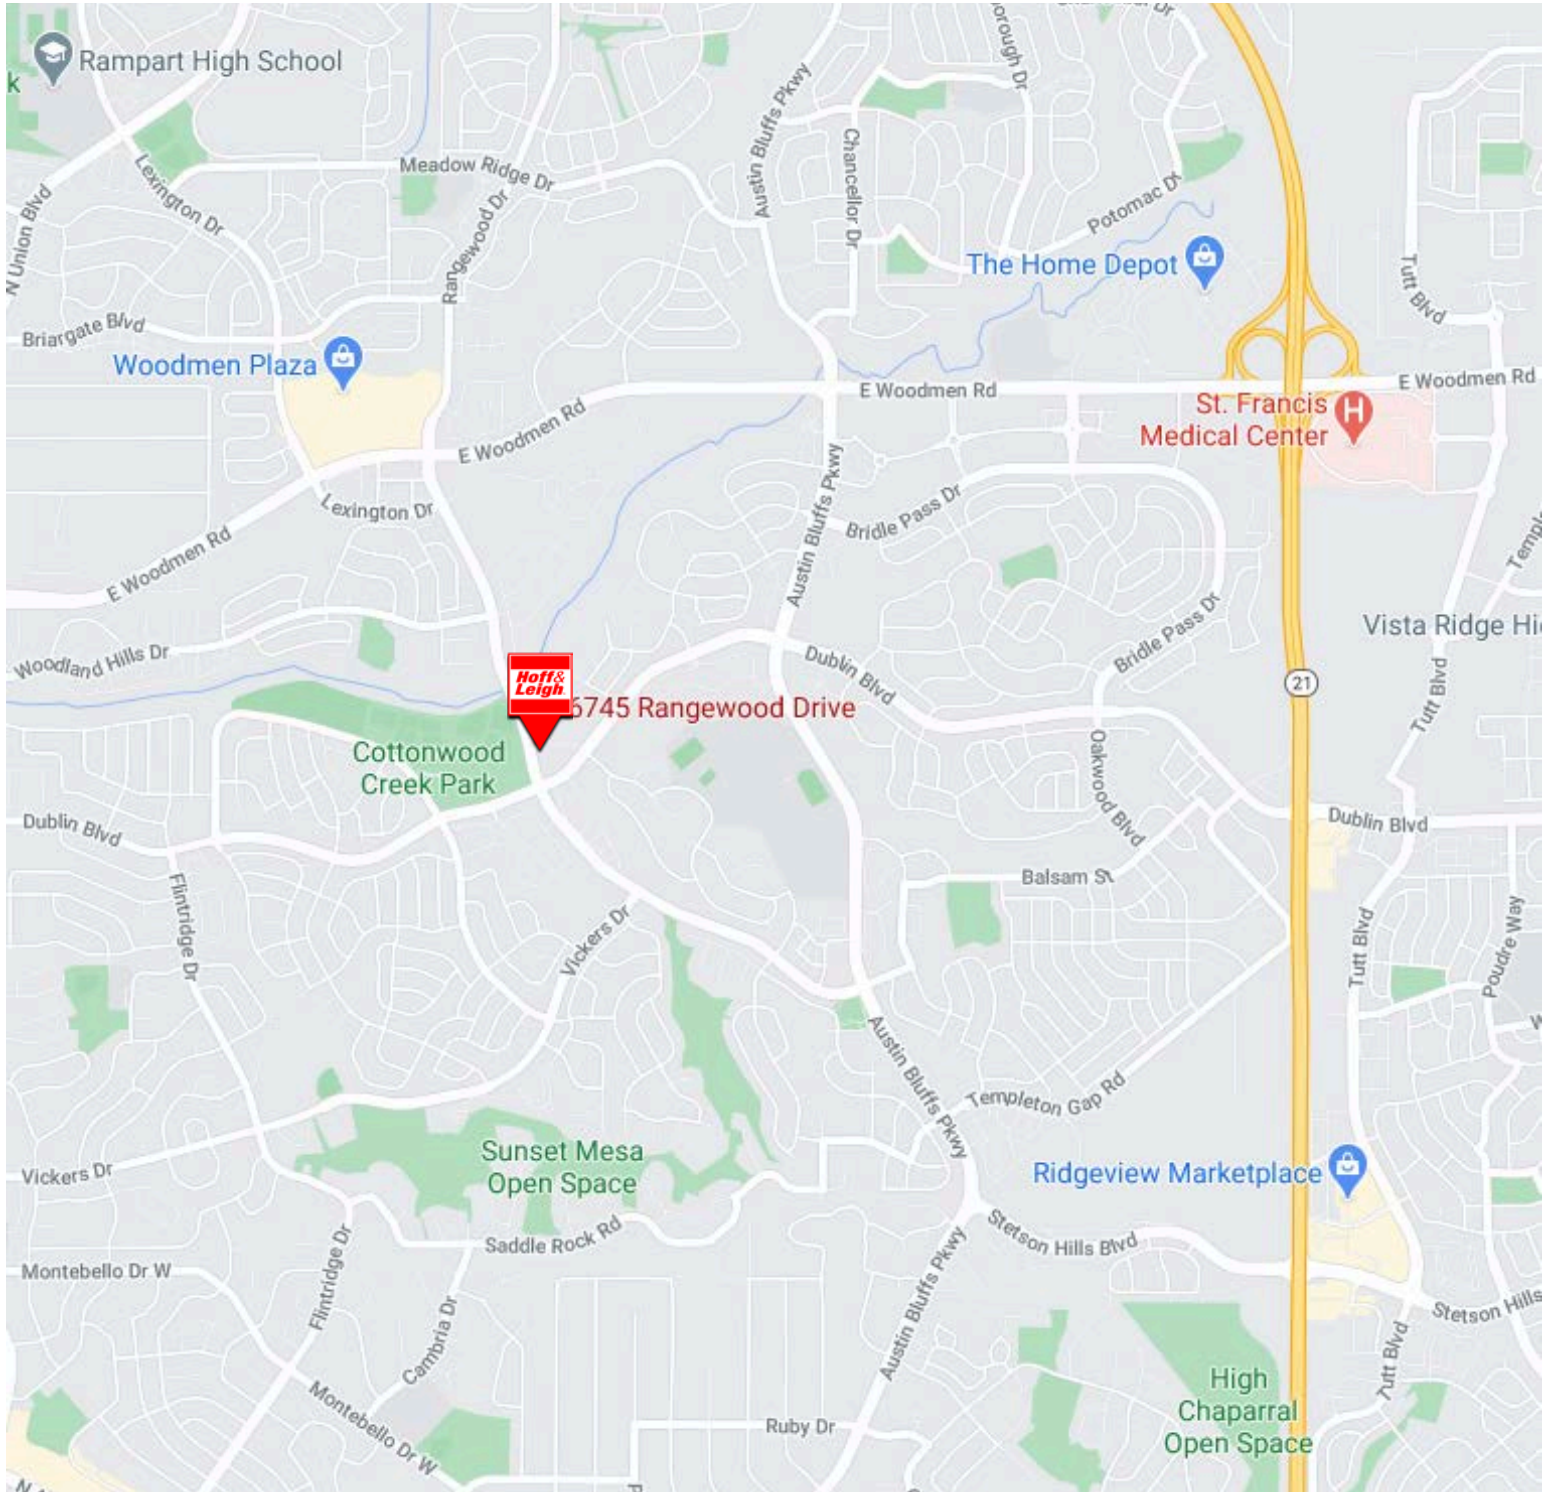 Rampart High School
k
Meadow Ridge Dr
Lexington Dr
N Union Blvd
Rangewood Dr
Austin Bluffs Pkwy
Chancellor Dr
Potomac Dr
The Home Depot
Tutt Blvd
Briargate Blvd
Woodmen Plaza
E Woodmen Rd
E Woodmen Rd
St. Francis
Medical Center
E Woodmen Rd
Lexington Dr
Austin Bluffs Pkwy
Bridle Pass Dr
E Woodmen Rd
Bridle Pass Dr
Vista Ridge Hi
Woodland Hills Dr
Dublin Blvd
Hoff&
Leigh
6745 Rangewood Drive
21
Tutt Blvd
Cottonwood
Creek Park
Oakwood Blvd
Dublin Blvd
Dublin Blvd
Balsam St
Flintridge Dr
Vickers Dr
Tutt Blvd
Poudre Way
Austin Bluffs Pkwy
Templeton Gap Rd
Sunset Mesa
Open Space
Vickers Dr
Ridgeview Marketplace
Saddle Rock Rd
Stetson Hills Blvd
Montebello Dr W
Flintridge Dr
Cambria Dr
Austin Bluffs Pkwy
Stetson Hills
Tutt Blvd
High
Chaparral
Open Space
Montebello Dr W
Ruby Dr